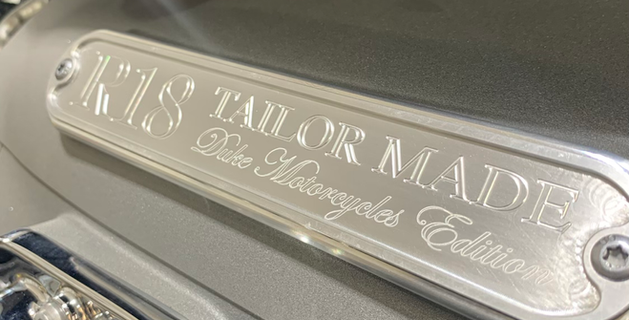 R18 TAILOR MADE
Duke Motorcycles Edition